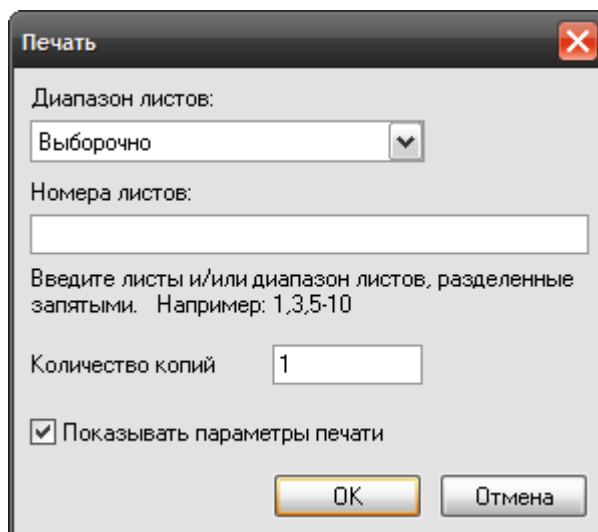 Печать
Диапазон листов:
Выборочно
Номера листов:
Введите листы и/или диапазон листов, разделенные
запятыми. Например: 1,3,5-10
Количество копий 1
Показывать параметры печати
OK Отмена